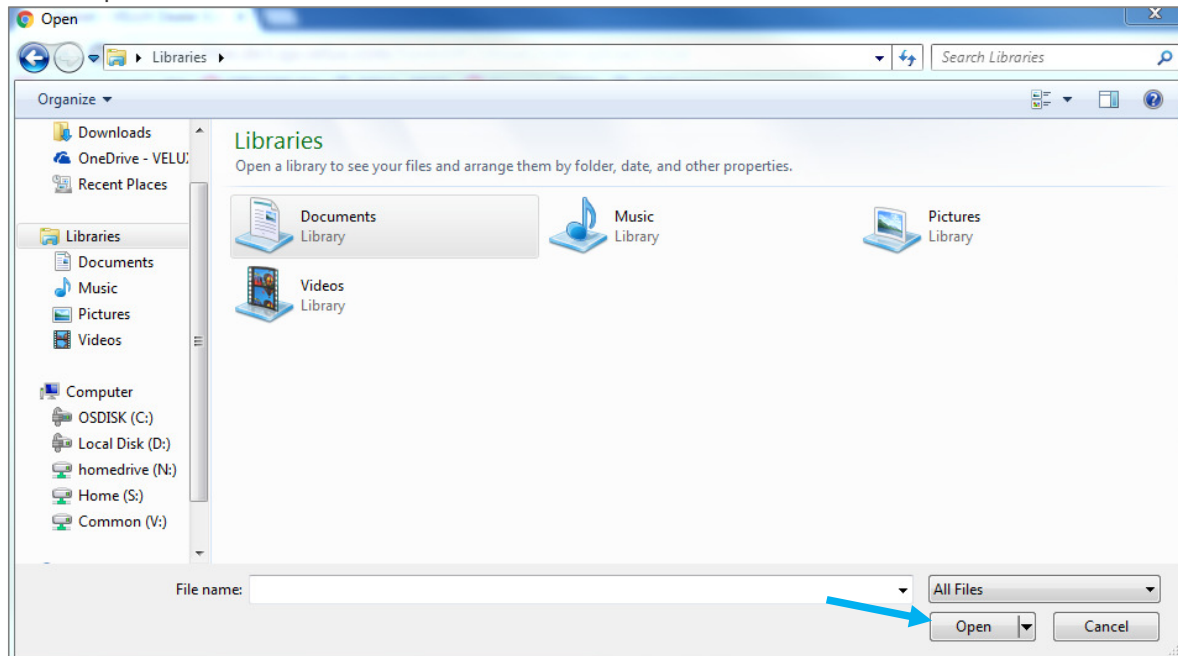 Open
Libraries
Search Libraries
Organize
Downloads
OneDrive - VELU
Recent Places
Libraries
Documents
Music
Pictures
Videos
Computer
OSDISK (C:)
Local Disk (D:)
homedrive (N:)
Home (S:)
Common (V:)
Libraries
Open a library to see your files and arrange them by folder, date, and other properties.
Documents
Library
Music
Library
Pictures
Library
Videos
Library
File name:
All Files
Open
Cancel